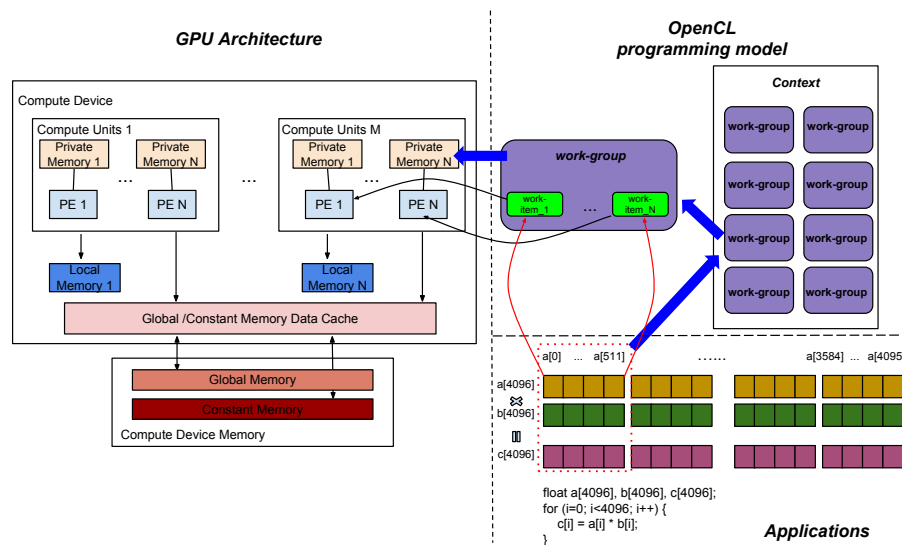 GPU Architecture
OpenCL
programming model
Compute Device
Compute Units 1
Private
Memory 1
Private
Memory N
...
PE 1
...
PE N
Local
Memory 1
...
Compute Units M
Private
Memory 1
Private
Memory N
...
PE 1
...
PE N
Local
Memory N
Global /Constant Memory Data Cache
Global Memory
Constant Memory
Compute Device Memory
work-group
work-
item_1
...
work-
item_N
Context
work-group
work-group
work-group
work-group
work-group
work-group
work-group
work-group
a[0] ... a[511] ...... a[3584] ... a[4095
a[4096]
b[4096]
c[4096]
float a[4096], b[4096], c[4096];
for (i=0; i<4096; i++) {
c[i] = a[i] * b[i];
}
Applications